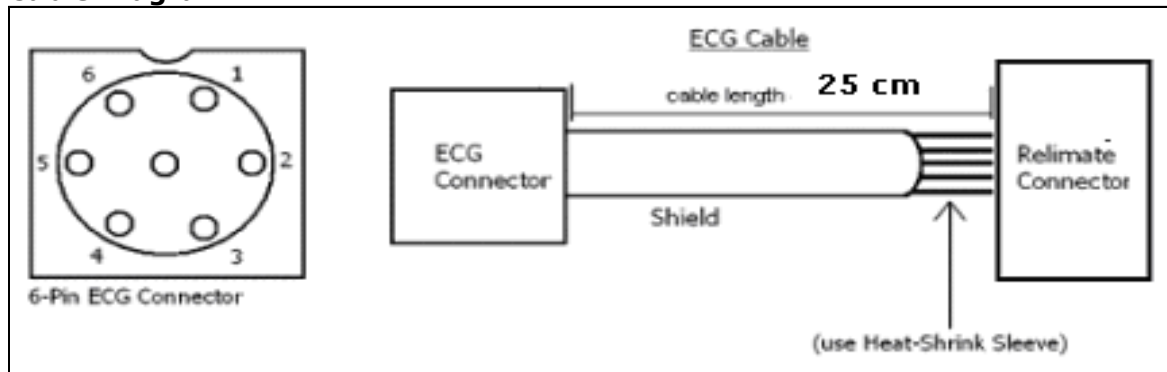 6
1
5
2
4
3
6-Pin ECG Connector
ECG Cable
cable length 25 cm
ECG
Connector
Shield
Relimate
Connector
(use Heat-Shrink Sleeve)